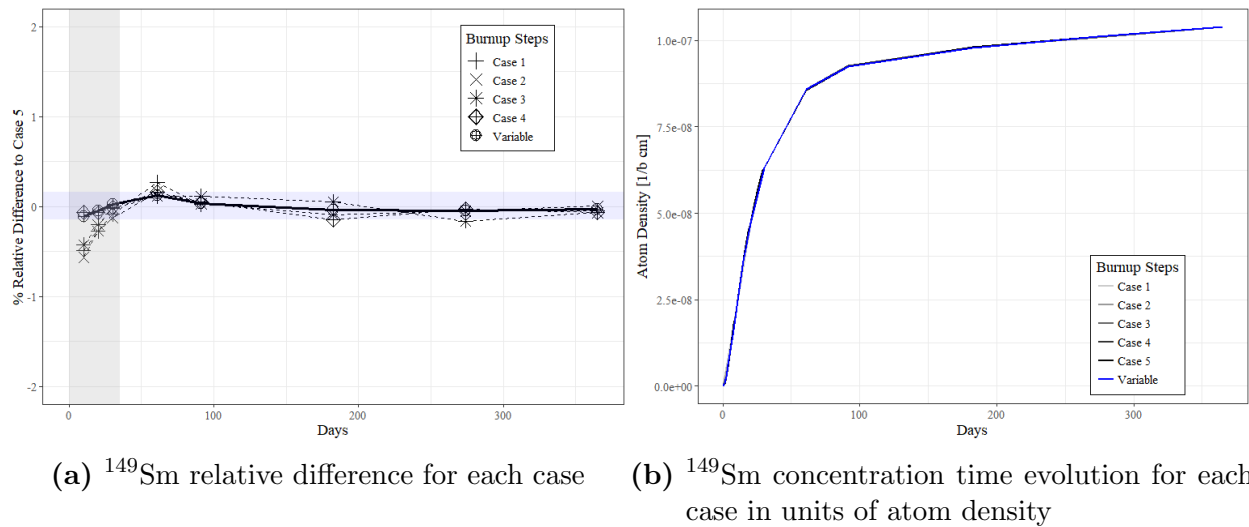 2
1
0
-1
-2
% Relative Difference to Case 5
0
100
200
300
Days
Burnup Steps
Case 1
Case 2
Case 3
Case 4
Variable
(a) ¹⁴⁹Sm relative difference for each case
1.0e-07
7.5e-08
5.0e-08
2.5e-08
0.0e+00
Atom Density [1/b cm]
0
100
200
300
Days
Burnup Steps
Case 1
Case 2
Case 3
Case 4
Case 5
Variable
(b) ¹⁴⁹Sm concentration time evolution for each
case in units of atom density